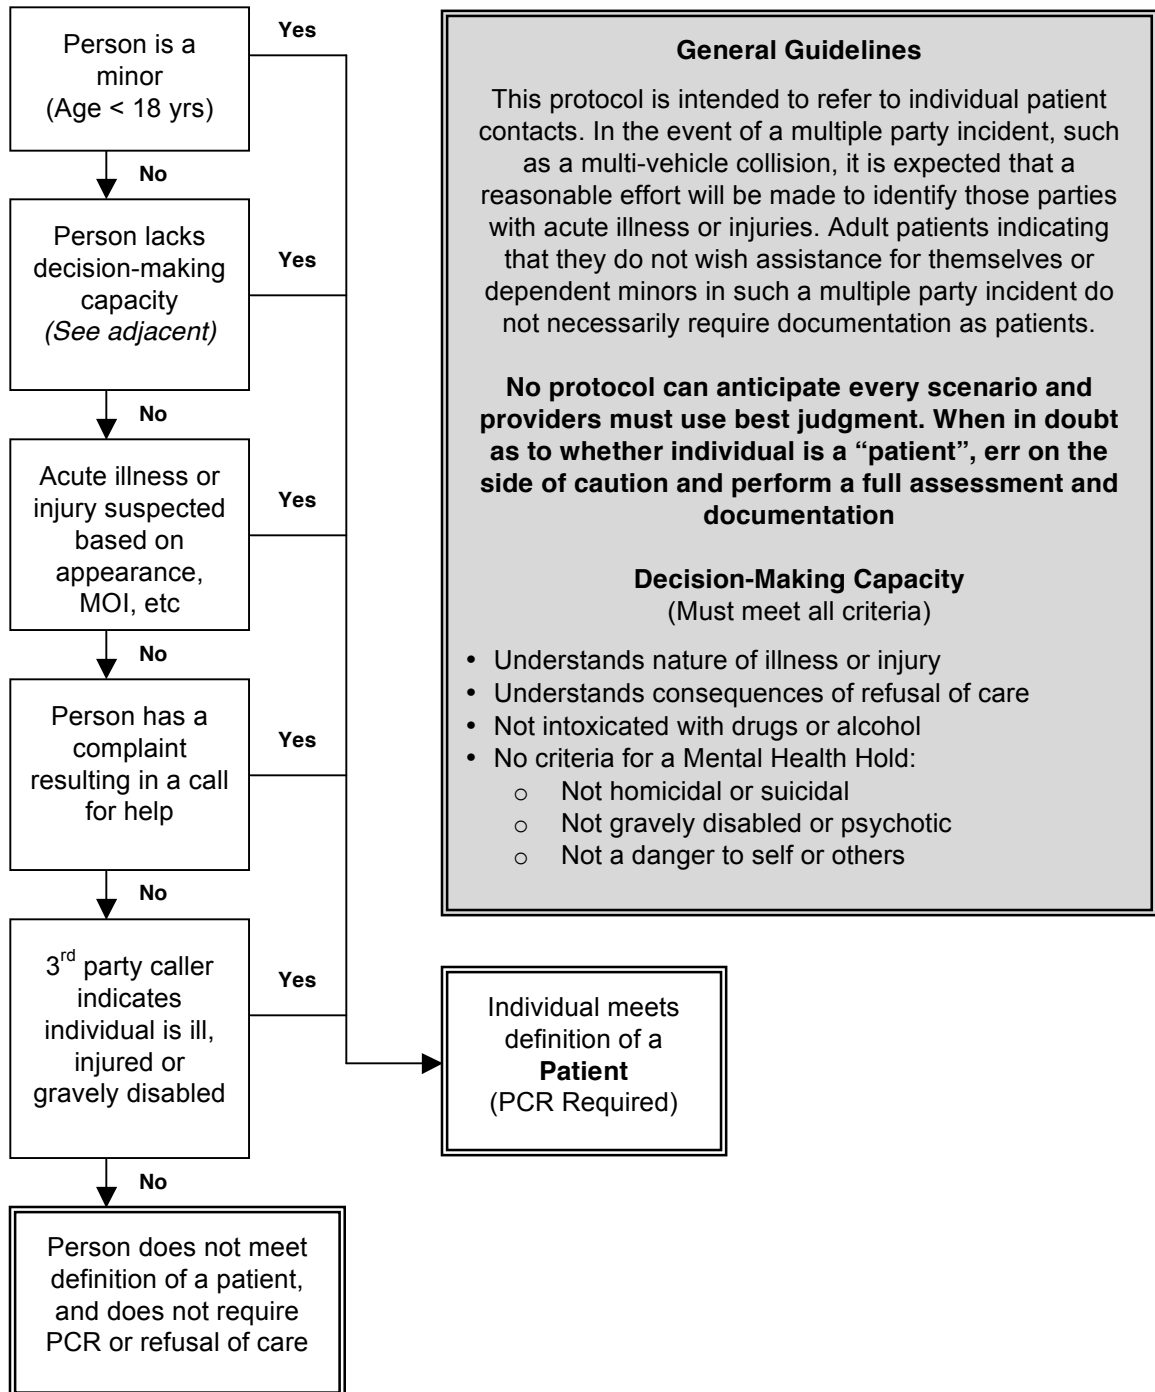 Person is a
minor
(Age < 18 yrs)
Yes
No
Person lacks
decision-making
capacity
(See adjacent)
Yes
No
Acute illness or
injury suspected
based on
appearance,
MOI, etc
Yes
No
Person has a
complaint
resulting in a call
for help
Yes
No
3rd party caller
indicates
individual is ill,
injured or
gravely disabled
Yes
No
Person does not meet
definition of a patient,
and does not require
PCR or refusal of care
General Guidelines
This protocol is intended to refer to individual patient
contacts. In the event of a multiple party incident, such
as a multi-vehicle collision, it is expected that a
reasonable effort will be made to identify those parties
with acute illness or injuries. Adult patients indicating
that they do not wish assistance for themselves or
dependent minors in such a multiple party incident do
not necessarily require documentation as patients.
No protocol can anticipate every scenario and
providers must use best judgment. When in doubt
as to whether individual is a “patient”, err on the
side of caution and perform a full assessment and
documentation
Decision-Making Capacity
(Must meet all criteria)
• Understands nature of illness or injury
• Understands consequences of refusal of care
• Not intoxicated with drugs or alcohol
• No criteria for a Mental Health Hold:
o Not homicidal or suicidal
o Not gravely disabled or psychotic
o Not a danger to self or others
Individual meets
definition of a
Patient
(PCR Required)